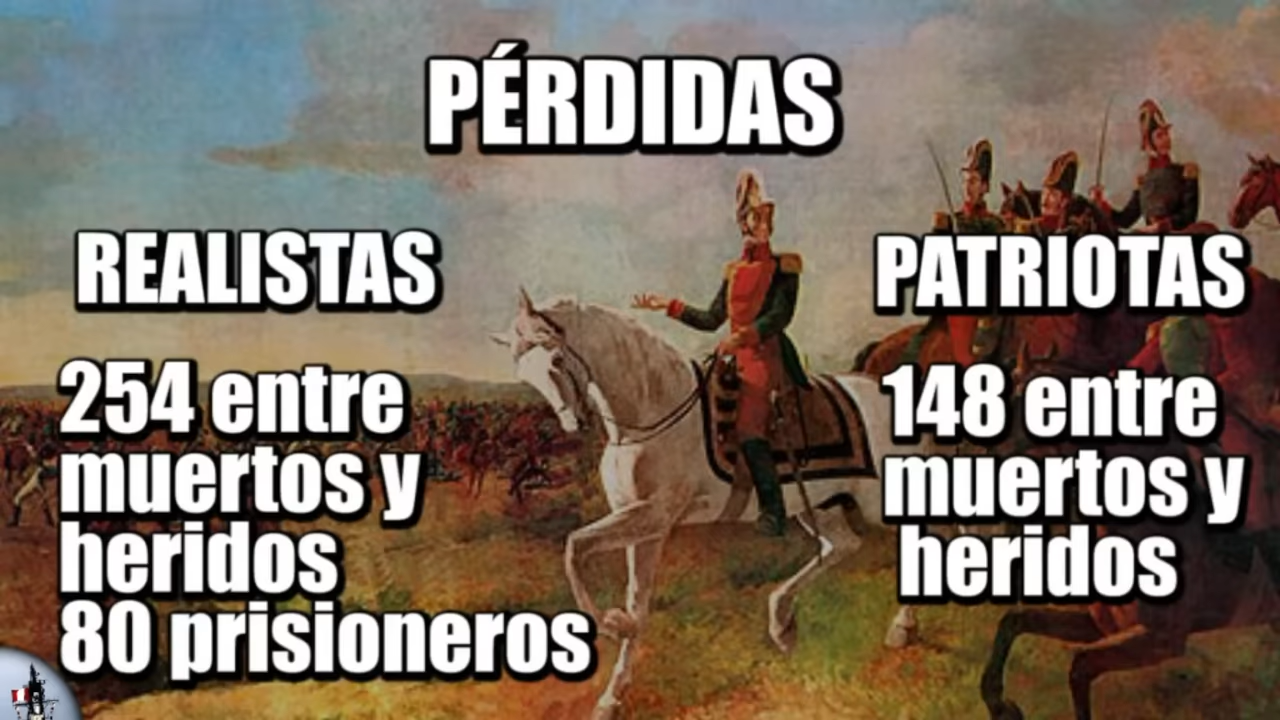 PÉRDIDAS
REALISTAS
254 entre
muertos y
heridos
80 prisioneros
PATRIOTAS
148 entre
muertos y
heridos